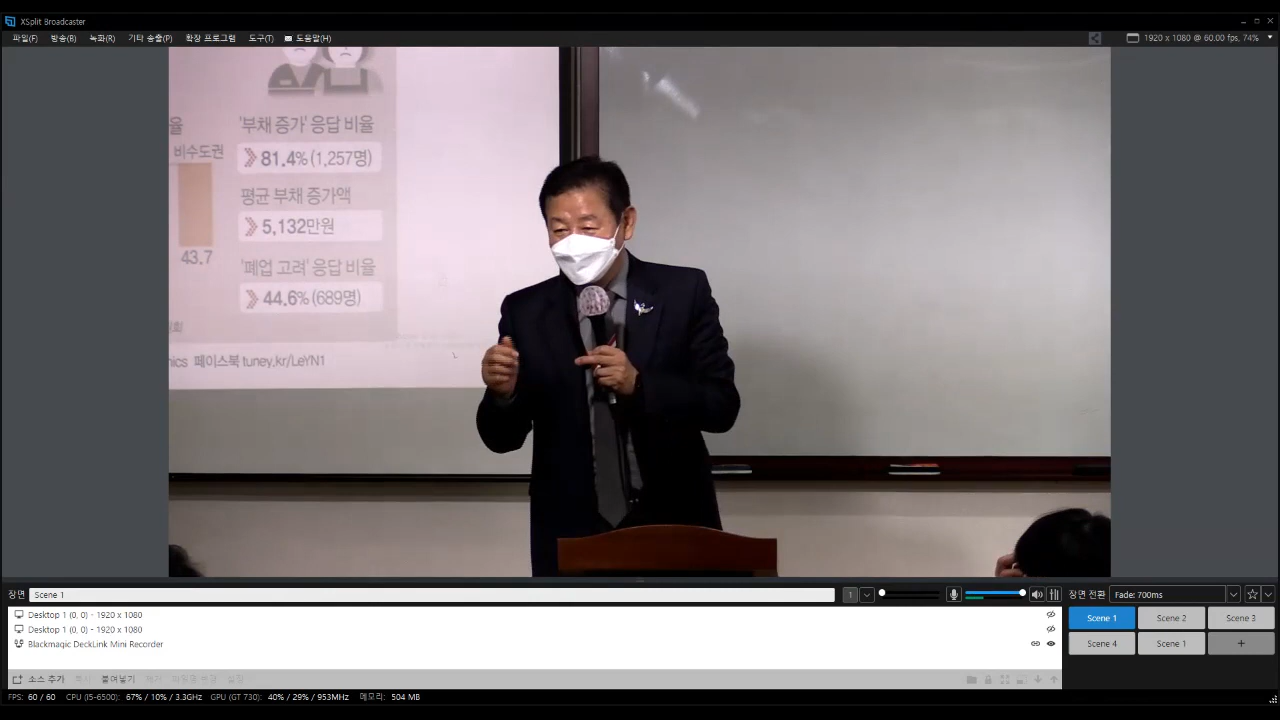 XSplit Broadcaster
파일(F) 방송(B) 녹화(R) 기타 송출(P) 확장 프로그램 도구(T) 도움말(H)
1920 x 1080 @ 60.00 fps, 74%
'부채 증가' 응답 비율
비수도권
81.4% (1,257명)
평균 부채 증가액
5,132만원
43.7
'폐업 고려' 응답 비율
44.6% (689명)
페이스북 tuney.kr/LeYN1
장면 Scene 1
1
장면 전환 Fade: 700ms
Desktop 1 (0, 0) - 1920 x 1080
Desktop 1 (0, 0) - 1920 x 1080
Blackmagic DeckLink Mini Recorder
Scene 1 Scene 2 Scene 3
Scene 4 Scene 1 +
소스 추가 복사 붙여넣기 제거 설정
FPS: 60 / 60 CPU (i5-6500): 67% / 10% / 3.3GHz GPU (GT 730): 40% / 29% / 953MHz 메모리: 504 MB